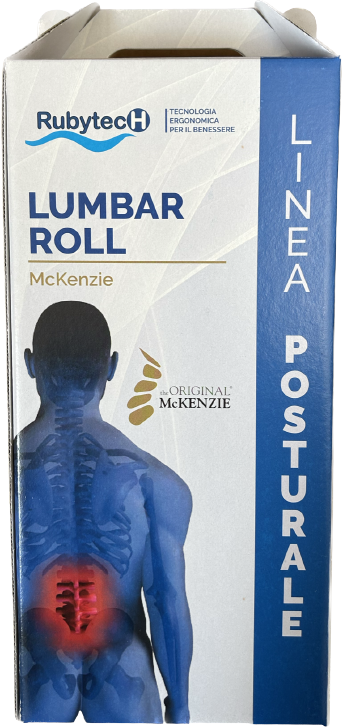 RubytecH
TECNOLOGIA
ERGONOMICA
PER IL BENESSERE
LUMBAR
ROLL
McKenzie
the ORIGINAL®
McKENZIE
LINEA POSTURALE